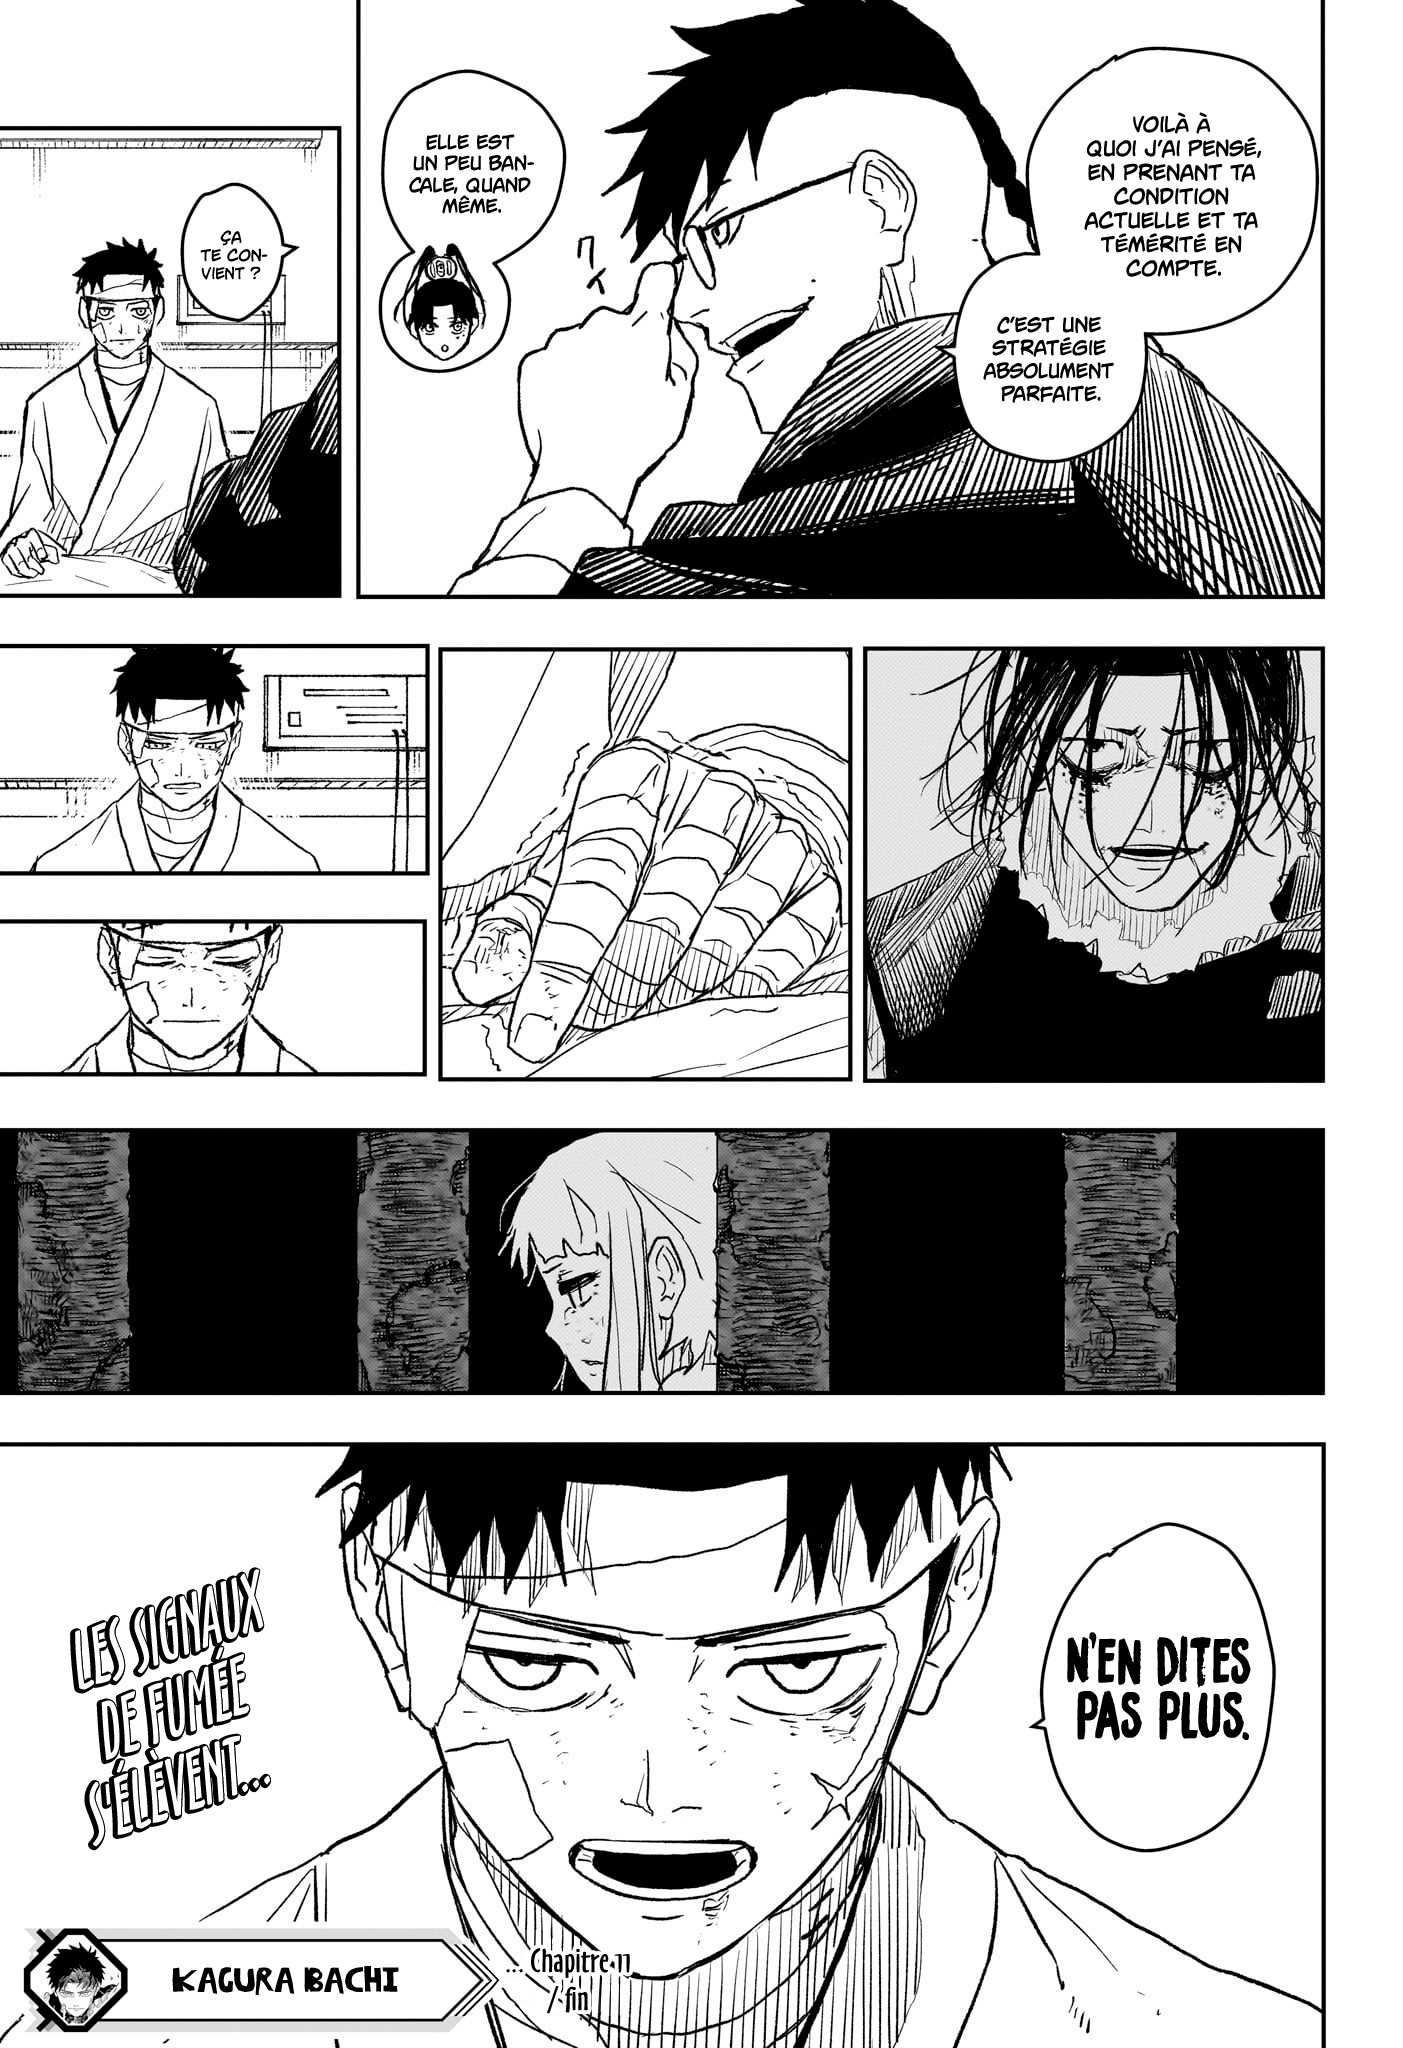 VOILÀ À
QUOI J'AI PENSÉ,
EN PRENANT TA
CONDITION
ACTUELLE ET TA
TÉMÉRITÉ EN
COMPTE.
C'EST UNE
STRATÉGIE
ABSOLUMENT
PARFAITE.
クイ
ELLE EST
UN PEU BAN-
CALE, QUAND
MÊME.
ÇA
TE CON-
VIENT ?
N'EN DITES
PAS PLUS.
LES SIGNAUX
DE FUMÉE
S'ÉLÈVENT...
KAGURA BACHI
... Chapitre 11
/ fin